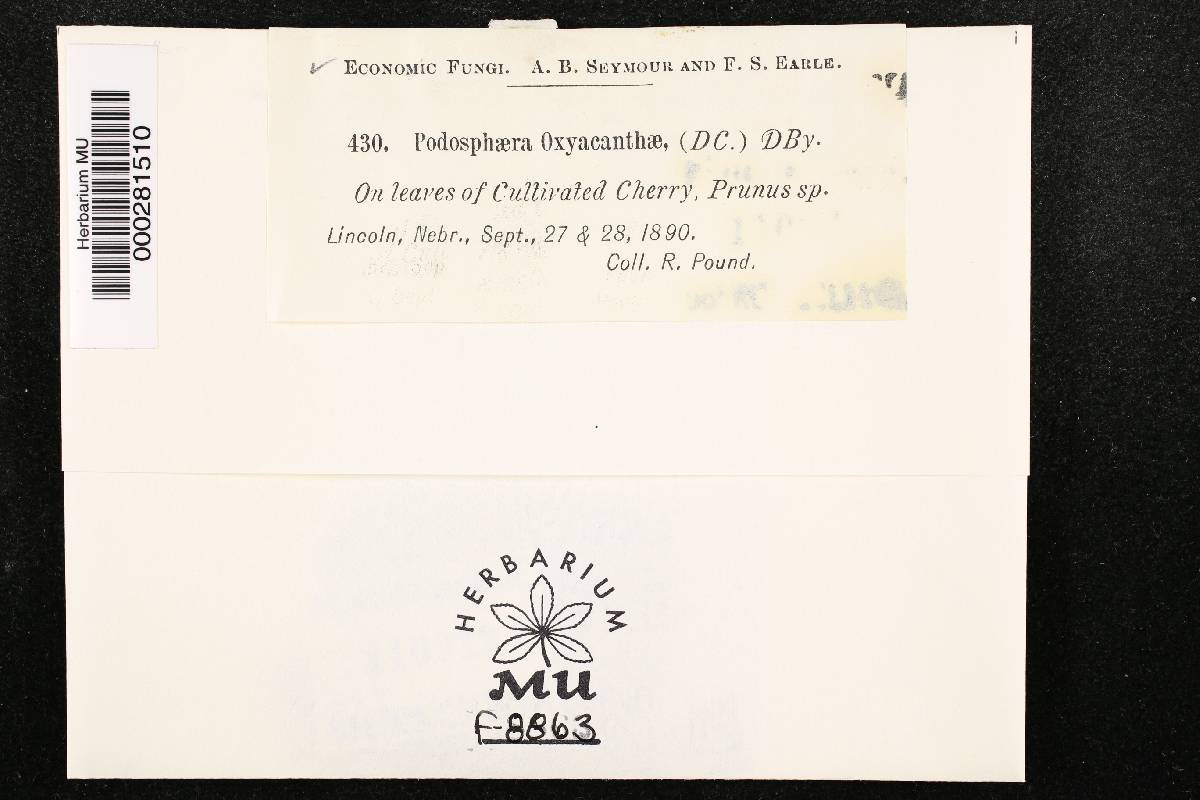 Economic Fungi. A. B. Seymour and F. S. Earle.
430. Podosphæra Oxyacanthæ, (DC.) DBy.
On leaves of Cultivated Cherry, Prunus sp.
Lincoln, Nebr., Sept., 27 & 28, 1890.
Coll. R. Pound.
Herbarium MU
000281510
HERBARIUM
MU
F-8863